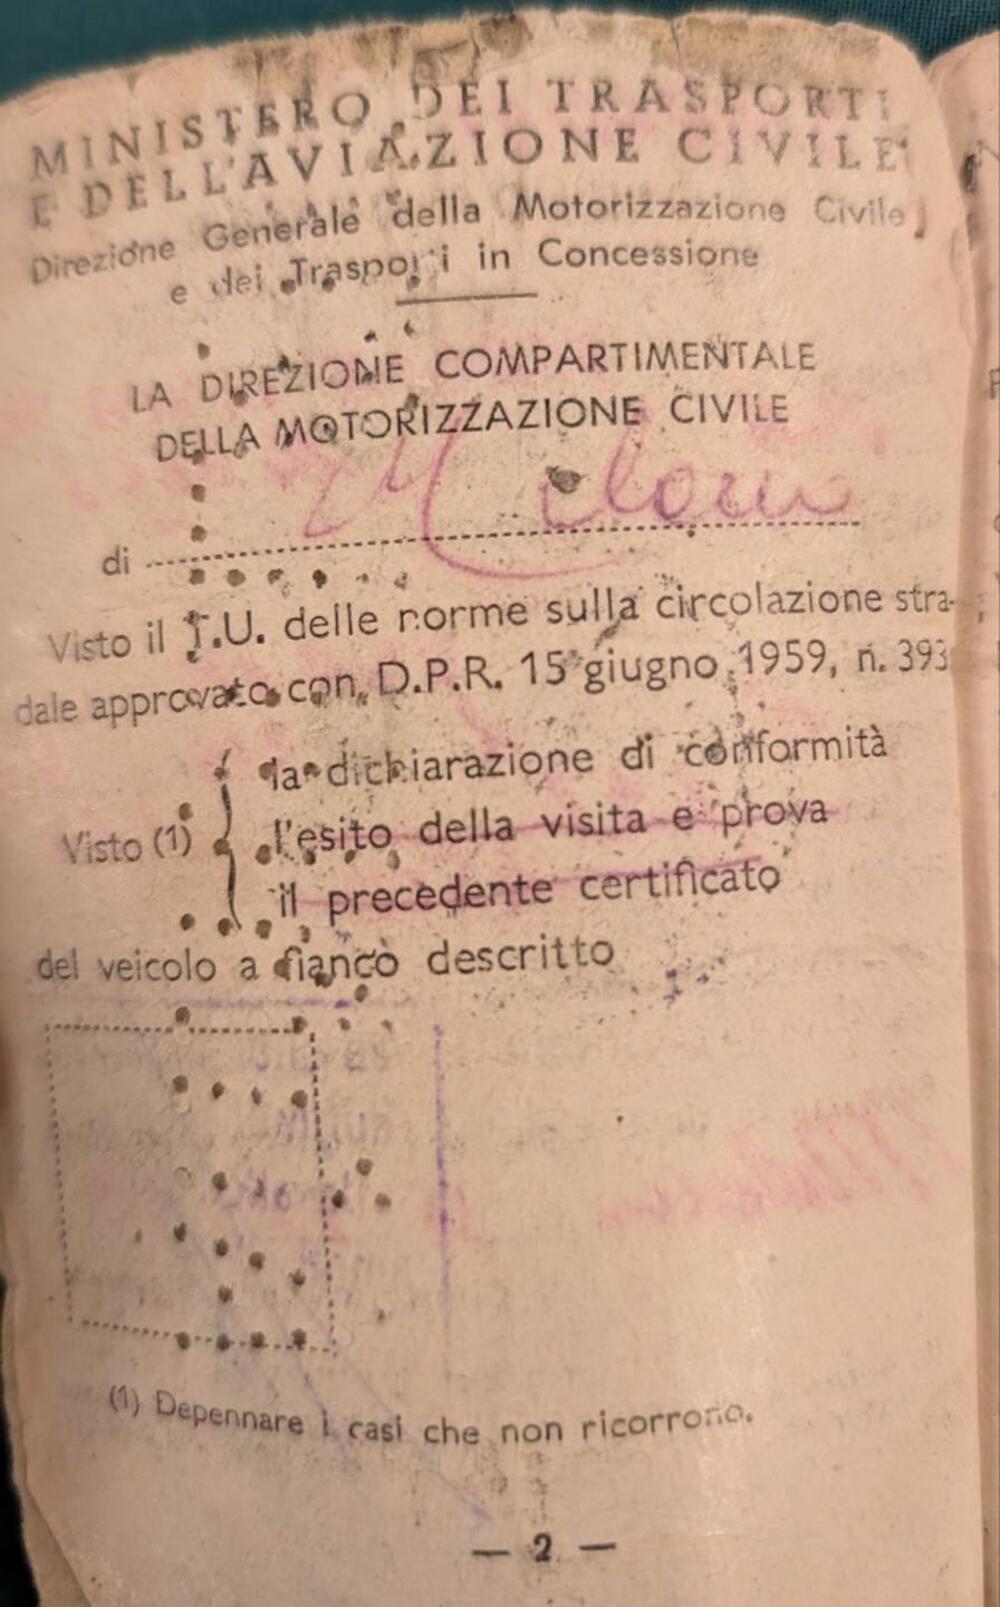 MINISTERO DEI TRASPORTI
E DELL'AVIAZIONE CIVILE
Direzione Generale della Motorizzazione Civile
e dei Trasporti in Concessione
LA DIREZIONE COMPARTIMENTALE
DELLA MOTORIZZAZIONE CIVILE
di Milano
Visto il T.U. delle norme sulla circolazione stra-
dale approvato con D.P.R. 15 giugno 1959, n. 393
la dichiarazione di conformità
Visto (1) l'esito della visita e prova
il precedente certificato
del veicolo a fianco descritto
(1) Depennare i casi che non ricorrono.
— 2 —